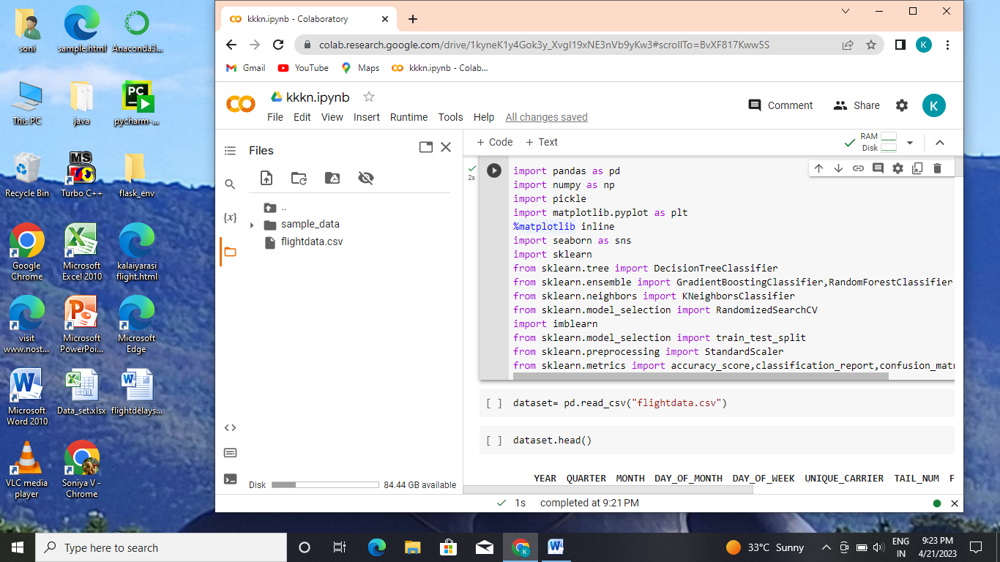 soni
sample.html
Anaconda3...
This PC
java
pycharm-...
Recycle Bin
Turbo C++
flask_env
Google
Chrome
Microsoft
Excel 2010
kalaiyarasi
flight.html
visit
www.nost...
Microsoft
PowerPoi...
Microsoft
Edge
Microsoft
Word 2010
Data_set.xlsx
flightdelays...
VLC media
player
Soniya V -
Chrome
kkkn.ipynb - Colaboratory
colab.research.google.com/drive/1kyneK1y4Gok3y_XvgI19xNE3nVb9yKw3#scrollTo=BvXF817Kww5S
K
Gmail
YouTube
Maps
kkkn.ipynb - Colab...
kkkn.ipynb
File Edit View Insert Runtime Tools Help All changes saved
Comment
Share
K
Files
..
sample_data
flightdata.csv
{x}
Disk
84.44 GB available
+ Code + Text
RAM
Disk
2s
import pandas as pd
import numpy as np
import pickle
import matplotlib.pyplot as plt
%matplotlib inline
import seaborn as sns
import sklearn
from sklearn.tree import DecisionTreeClassifier
from sklearn.ensemble import GradientBoostingClassifier,RandomForestClassifier
from sklearn.neighbors import KNeighborsClassifier
from sklearn.model_selection import RandomizedSearchCV
import imblearn
from sklearn.model_selection import train_test_split
from sklearn.preprocessing import StandardScaler
from sklearn.metrics import accuracy_score,classification_report,confusion_matr
[ ] dataset= pd.read_csv("flightdata.csv")
[ ] dataset.head()
YEAR QUARTER MONTH DAY_OF_MONTH DAY_OF_WEEK UNIQUE_CARRIER TAIL_NUM F
1s completed at 9:21 PM
Type here to search
33°C Sunny
ENG
IN
9:23 PM
4/21/2023